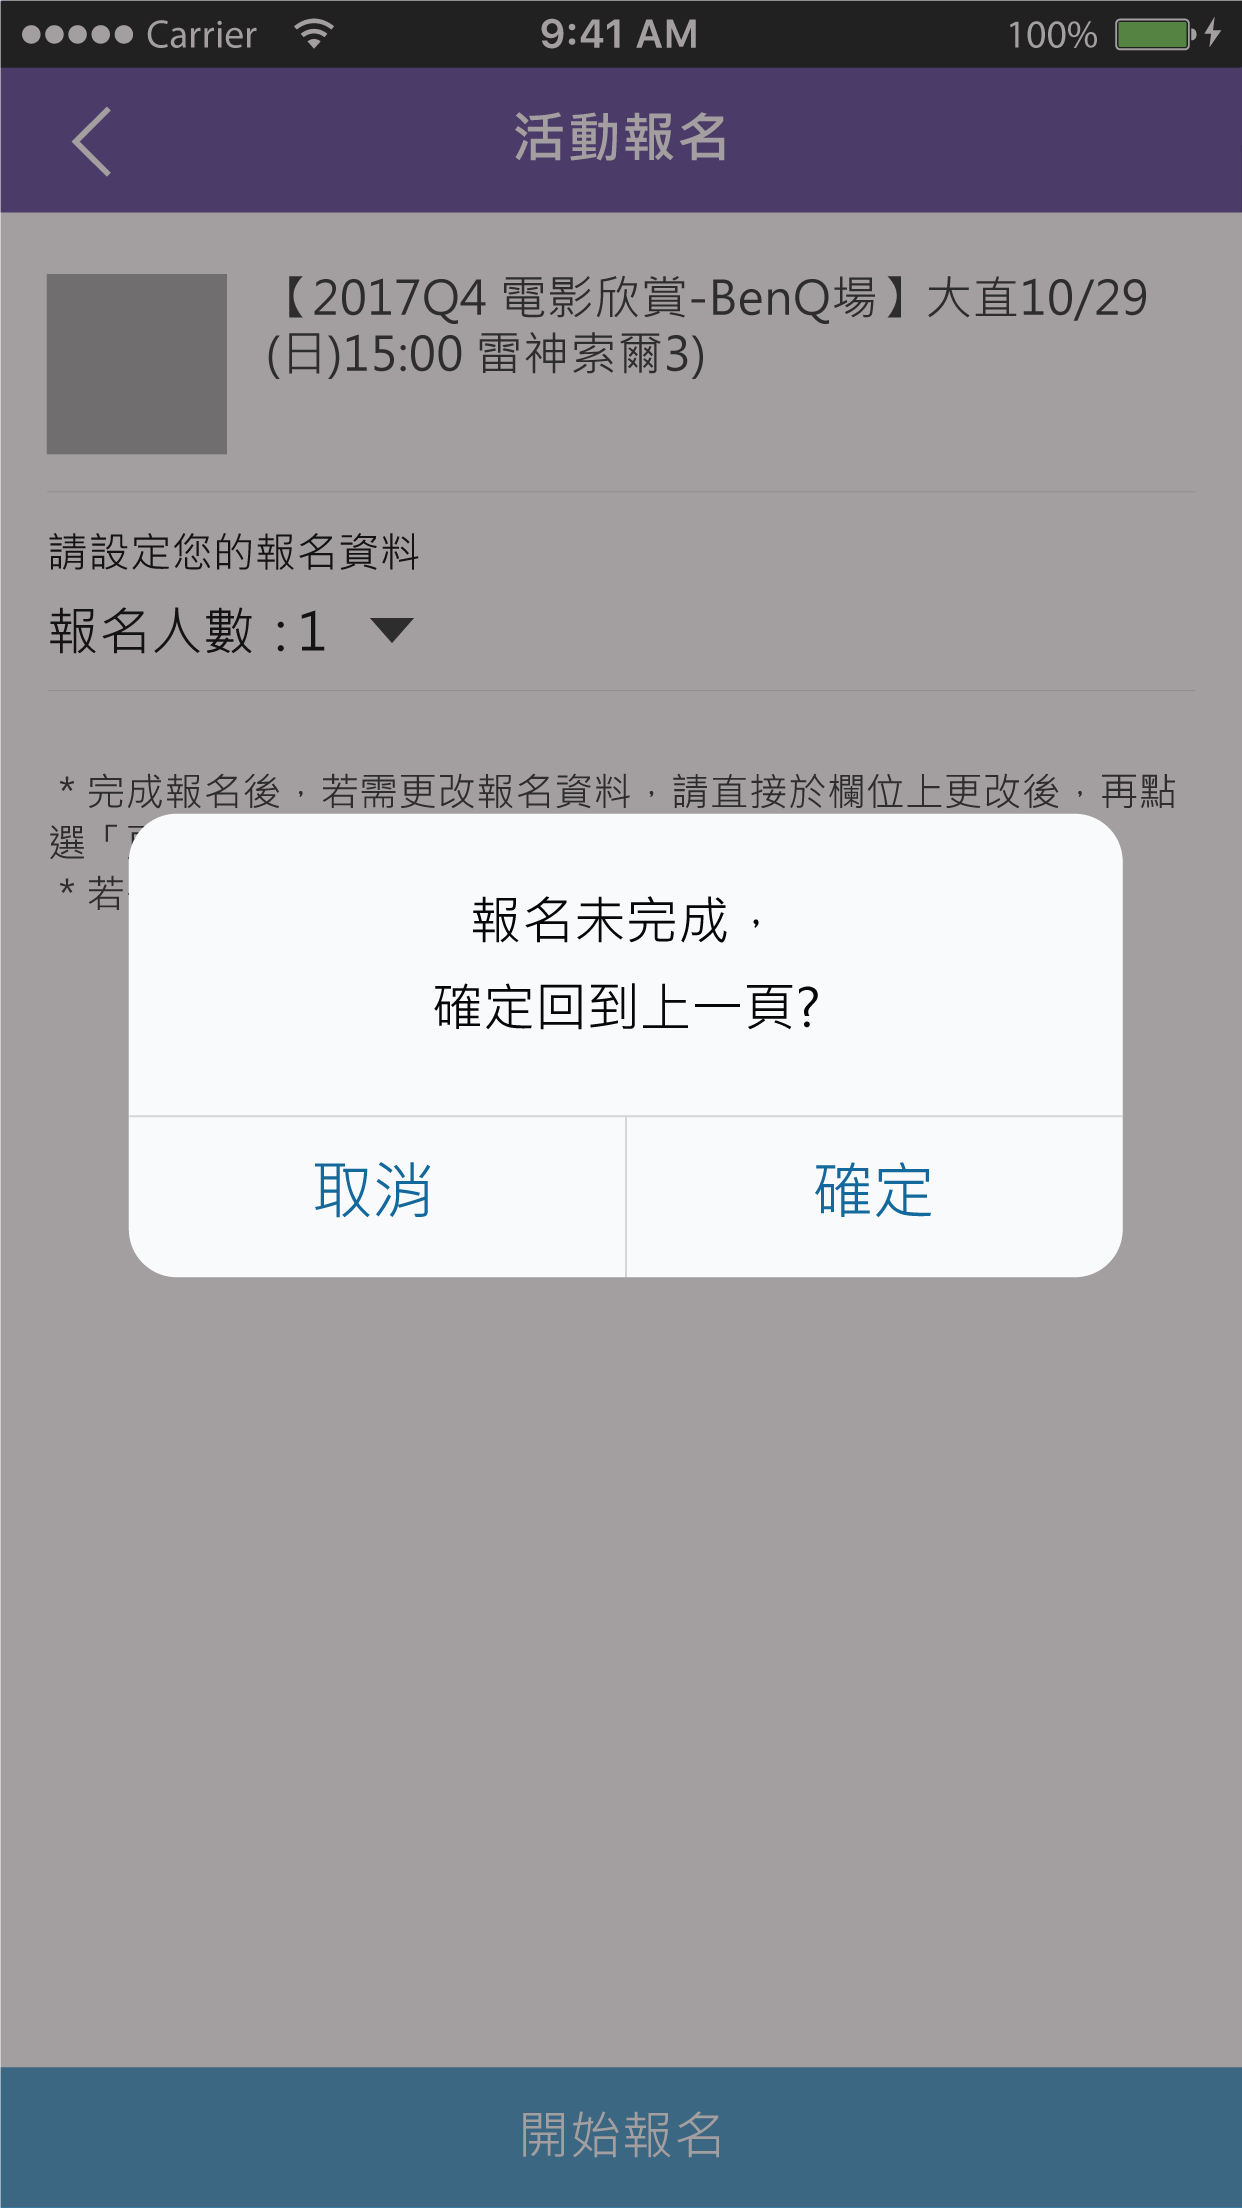 Carrier 9:41 AM 100%
活動報名
【2017Q4 電影欣賞-BenQ場】大直10/29
(日)15:00 雷神索爾3)
請設定您的報名資料
報名人數 : 1
* 完成報名後，若需更改報名資料，請直接於欄位上更改後，再點
選「
* 若
報名未完成，
確定回到上一頁?
取消
確定
開始報名